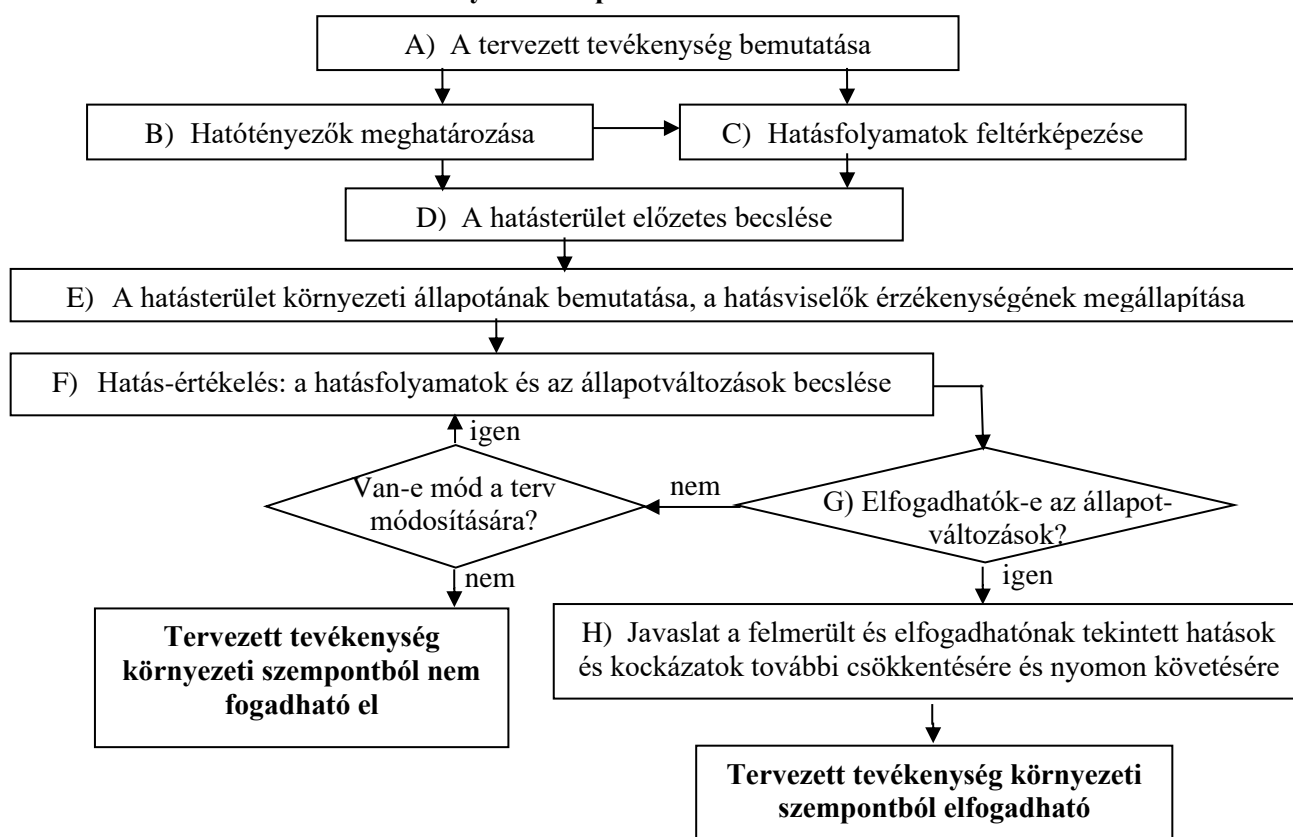 A) A tervezett tevékenység bemutatása
B) Hatótényezők meghatározása
C) Hatásfolyamatok feltérképezése
D) A hatásterület előzetes becslése
E) A hatásterület környezeti állapotának bemutatása, a hatásviselők érzékenységének megállapítása
F) Hatás-értékelés: a hatásfolyamatok és az állapotváltozások becslése
igen
Van-e mód a terv
módosítására?
nem
G) Elfogadhatók-e az állapot-
változások?
nem
igen
Tervezett tevékenység
környezeti szempontból nem
fogadható el
H) Javaslat a felmerült és elfogadhatónak tekintett hatások
és kockázatok további csökkentésére és nyomon követésére
Tervezett tevékenység környezeti
szempontból elfogadható